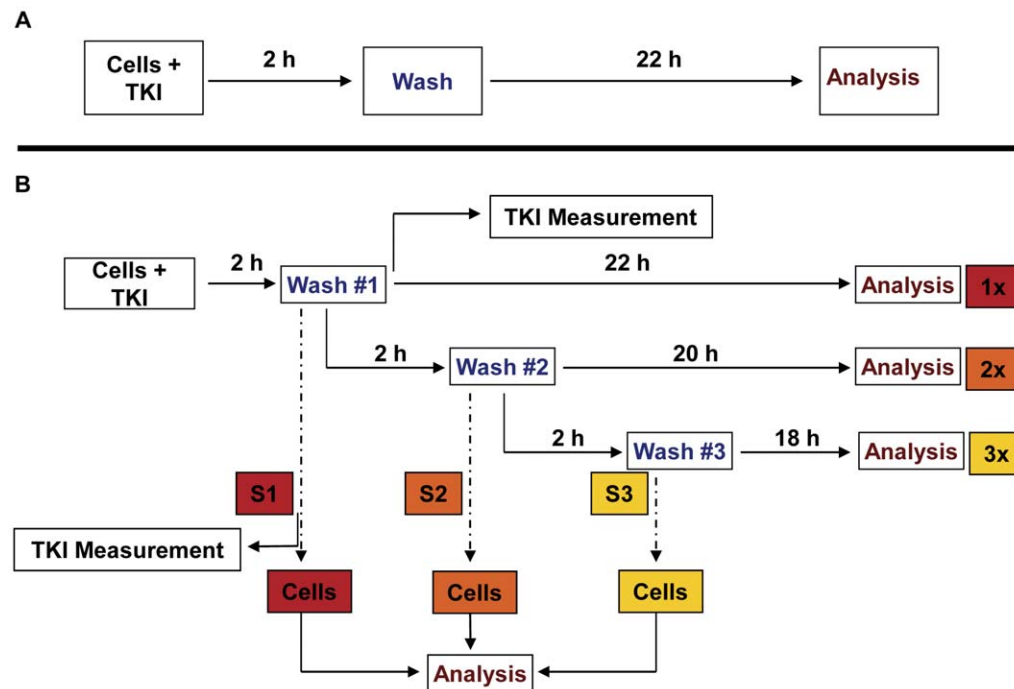 A
Cells +
TKI
2 h
Wash
22 h
Analysis
B
TKI Measurement
Cells +
TKI
2 h
Wash #1
22 h
Analysis
1x
2 h
Wash #2
20 h
Analysis
2x
2 h
Wash #3
18 h
Analysis
3x
S1
S2
S3
TKI Measurement
Cells
Cells
Cells
Analysis